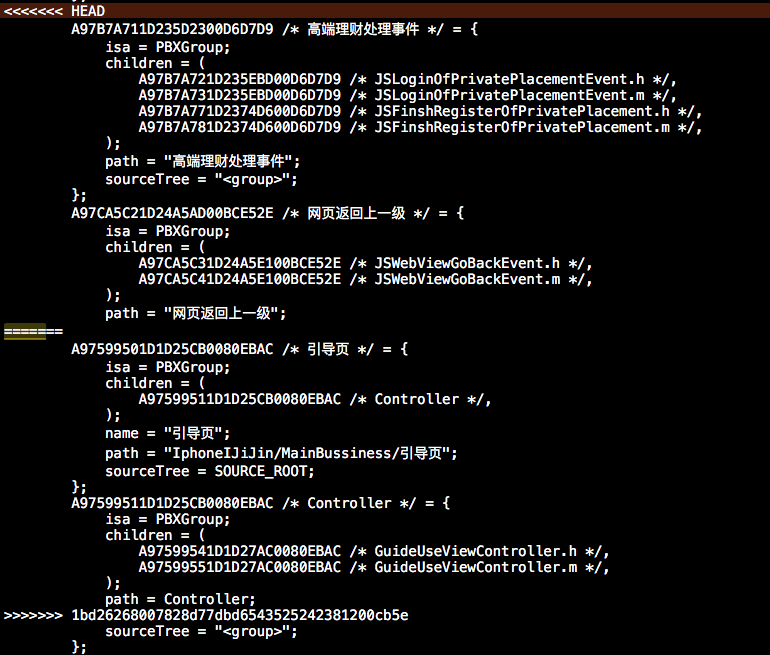 };
<<<<<<< HEAD
A97B7A711D235D2300D6D7D9 /* 高端理财处理事件 */ = {
isa = PBXGroup;
children = (
A97B7A721D235EBD00D6D7D9 /* JSLoginOfPrivatePlacementEvent.h */,
A97B7A731D235EBD00D6D7D9 /* JSLoginOfPrivatePlacementEvent.m */,
A97B7A771D2374D600D6D7D9 /* JSFinshRegisterOfPrivatePlacement.h */,
A97B7A781D2374D600D6D7D9 /* JSFinshRegisterOfPrivatePlacement.m */,
);
path = "高端理财处理事件";
sourceTree = "<group>";
};
A97CA5C21D24A5AD00BCE52E /* 网页返回上一级 */ = {
isa = PBXGroup;
children = (
A97CA5C31D24A5E100BCE52E /* JSWebViewGoBackEvent.h */,
A97CA5C41D24A5E100BCE52E /* JSWebViewGoBackEvent.m */,
);
path = "网页返回上一级";
=======
A97599501D1D25CB0080EBAC /* 引导页 */ = {
isa = PBXGroup;
children = (
A97599511D1D25CB0080EBAC /* Controller */,
);
name = "引导页";
path = "IphoneIJiJin/MainBussiness/引导页";
sourceTree = SOURCE_ROOT;
};
A97599511D1D25CB0080EBAC /* Controller */ = {
isa = PBXGroup;
children = (
A97599541D1D27AC0080EBAC /* GuideUseViewController.h */,
A97599551D1D27AC0080EBAC /* GuideUseViewController.m */,
);
path = Controller;
>>>>>>> 1bd26268007828d77dbd6543525242381200cb5e
sourceTree = "<group>";
};